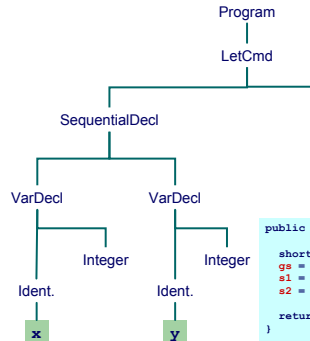 Program
LetCmd
SequentialDecl
VarDecl VarDecl
Integer Integer
Ident. Ident.
x y
public
short
gs =
s1 =
s2 =
retur
}